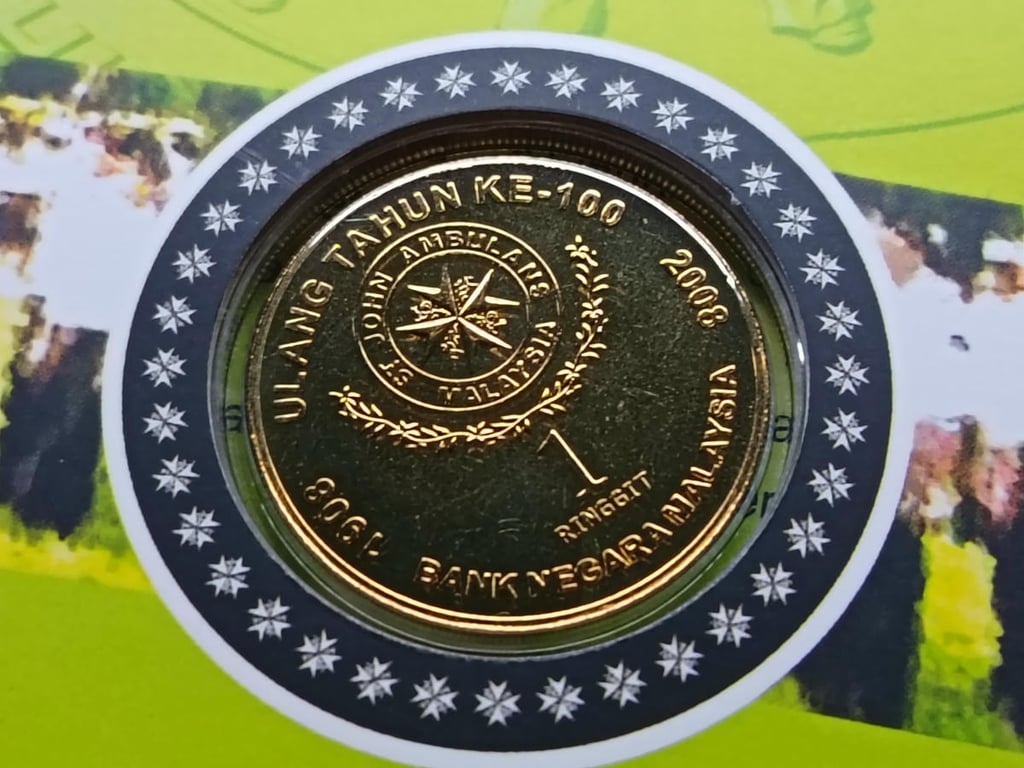 ULANG TAHUN KE-100
1908
2008
ST JOHN AMBULANS
MALAYSIA
1
RINGGIT
BANK NEGARA MALAYSIA